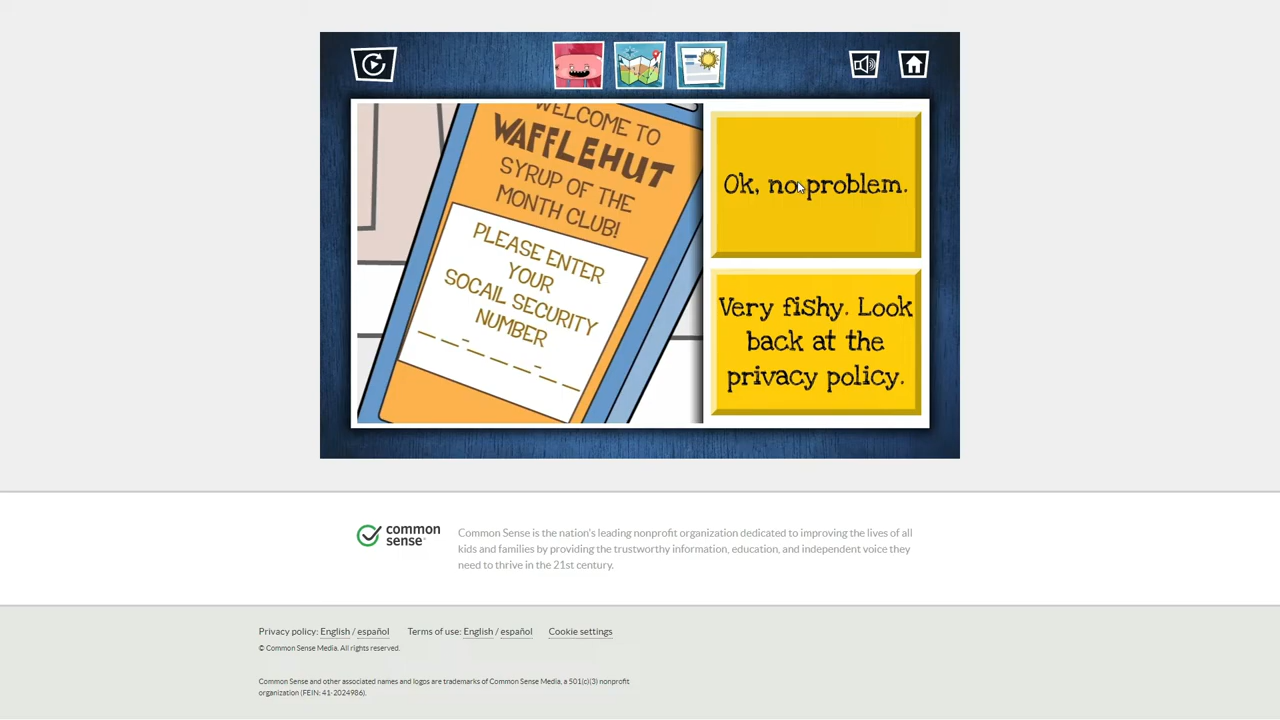 WELCOME TO
WAFFLEHUT
SYRUP OF THE
MONTH CLUB!
PLEASE ENTER
YOUR
SOCAIL SECURITY
NUMBER
Ok, no problem.
Very fishy. Look
back at the
privacy policy.
common
sense
Common Sense is the nation's leading nonprofit organization dedicated to improving the lives of all
kids and families by providing the trustworthy information, education, and independent voice they
need to thrive in the 21st century.
Privacy policy: English / español Terms of use: English / español Cookie settings
© Common Sense Media. All rights reserved.
Common Sense and other associated names and logos are trademarks of Common Sense Media, a 501(c)(3) nonprofit
organization (FEIN: 41-2024986).